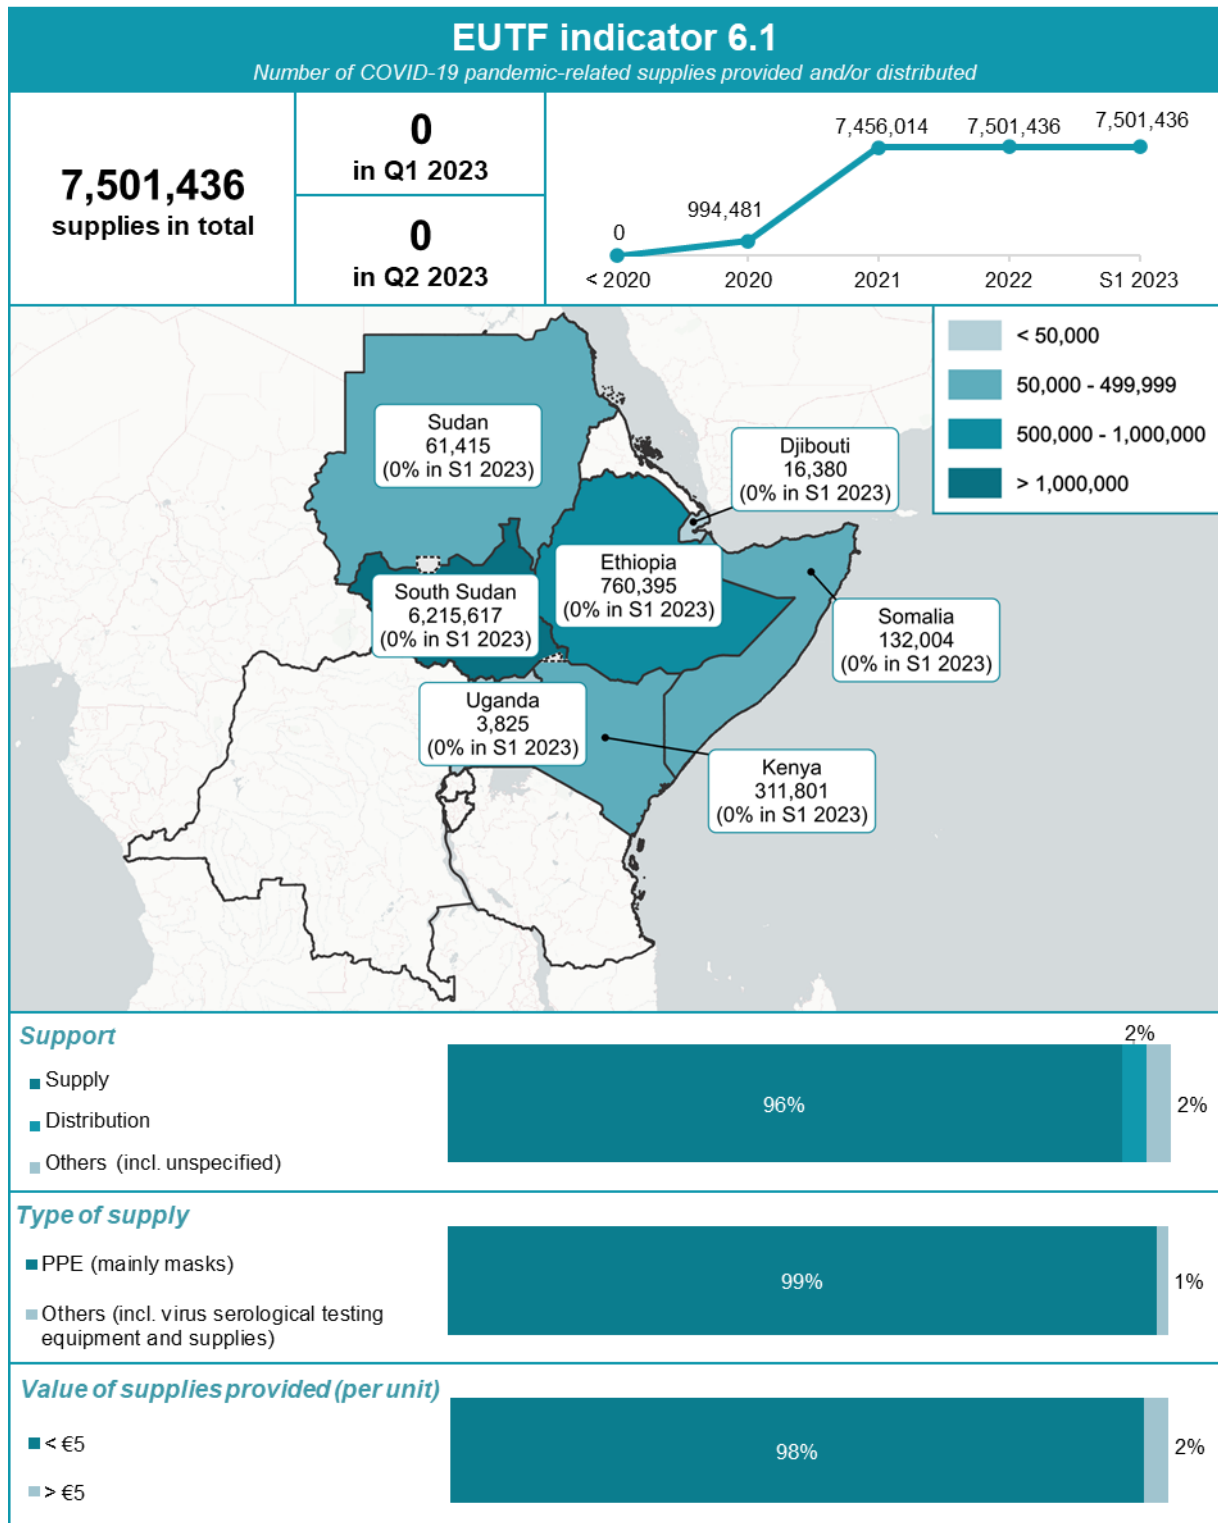 EUTF indicator 6.1
Number of COVID-19 pandemic-related supplies provided and/or distributed
7,501,436
supplies in total
0
in Q1 2023
0
in Q2 2023
0
994,481
7,456,014
7,501,436
7,501,436
< 2020
2020
2021
2022
S1 2023
< 50,000
50,000 - 499,999
500,000 - 1,000,000
> 1,000,000
Sudan
61,415
(0% in S1 2023)
Djibouti
16,380
(0% in S1 2023)
Ethiopia
760,395
(0% in S1 2023)
South Sudan
6,215,617
(0% in S1 2023)
Somalia
132,004
(0% in S1 2023)
Uganda
3,825
(0% in S1 2023)
Kenya
311,801
(0% in S1 2023)
Support
Supply
Distribution
Others (incl. unspecified)
96%
2%
2%
Type of supply
PPE (mainly masks)
Others (incl. virus serological testing
equipment and supplies)
99%
1%
Value of supplies provided (per unit)
< €5
> €5
98%
2%